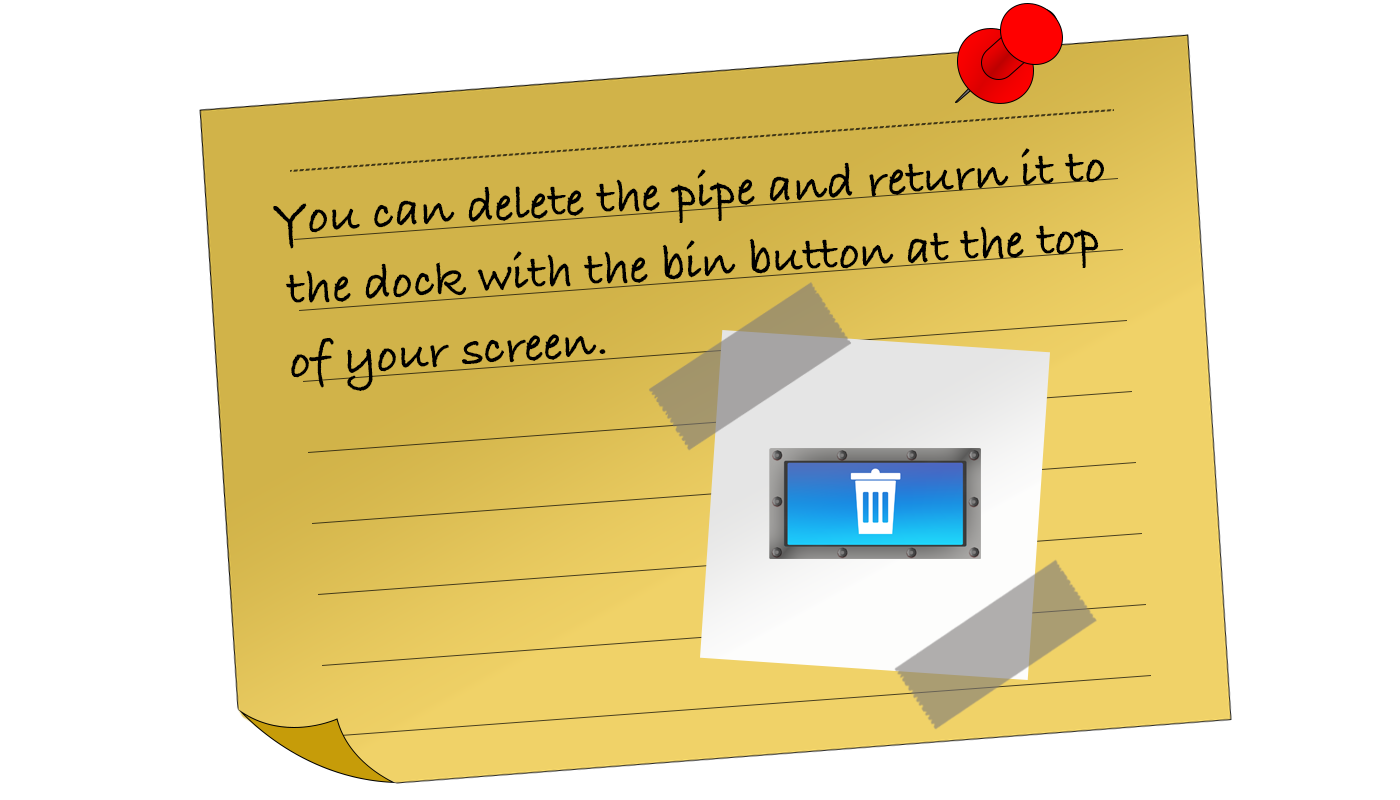 You can delete the pipe and return it to
the dock with the bin button at the top
of your screen.